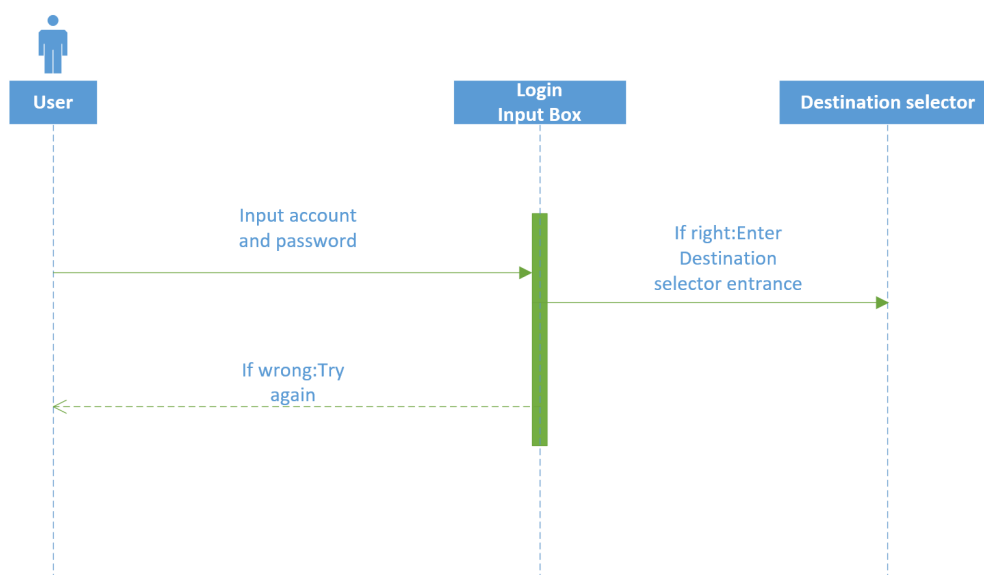 User
Login
Input Box
Destination selector
Input account
and password
If right:Enter
Destination
selector entrance
If wrong:Try
again